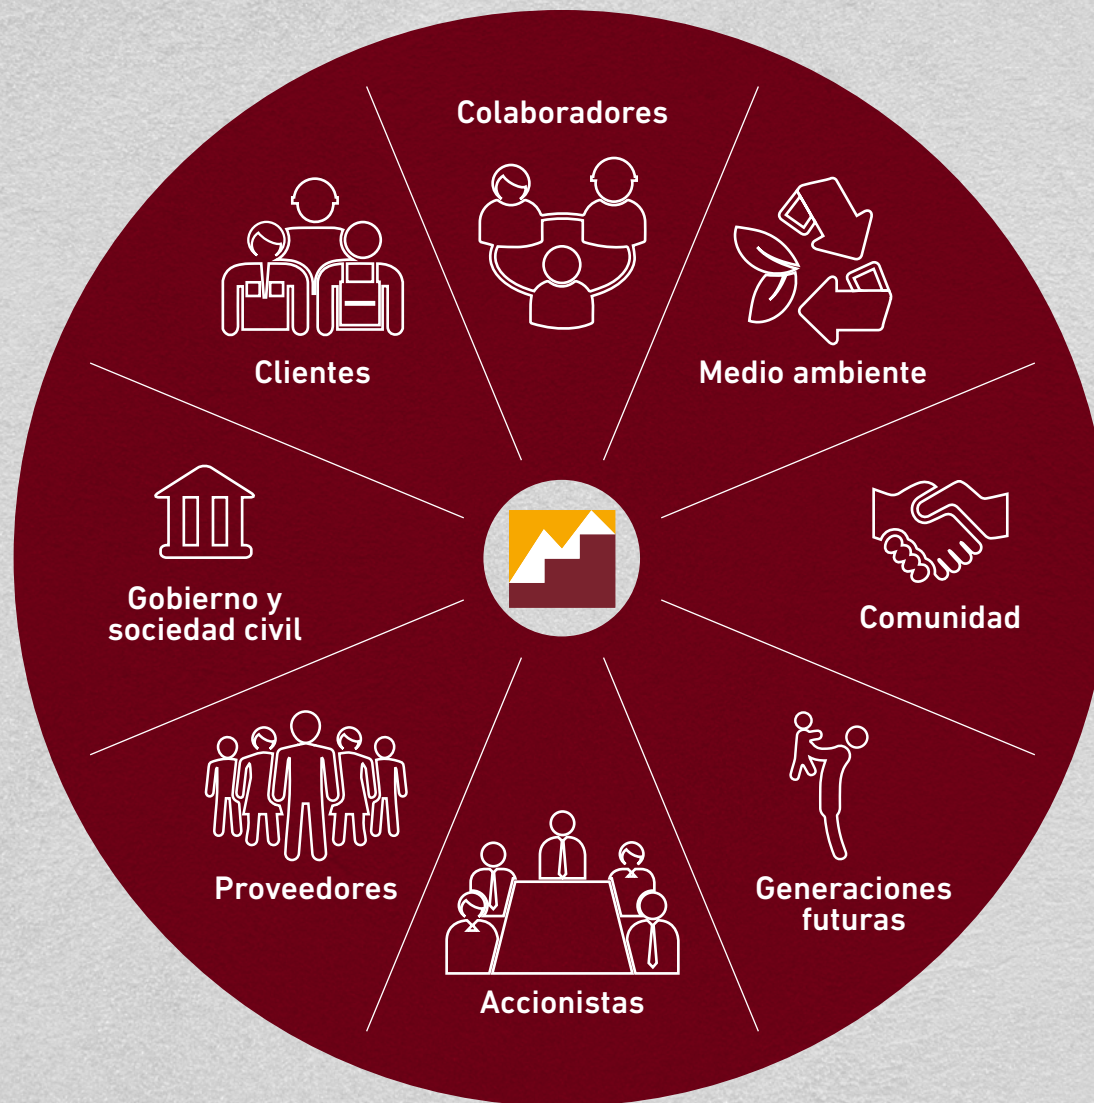 Colaboradores
Clientes
Medio ambiente
Gobierno y
sociedad civil
Comunidad
Proveedores
Generaciones
futuras
Accionistas